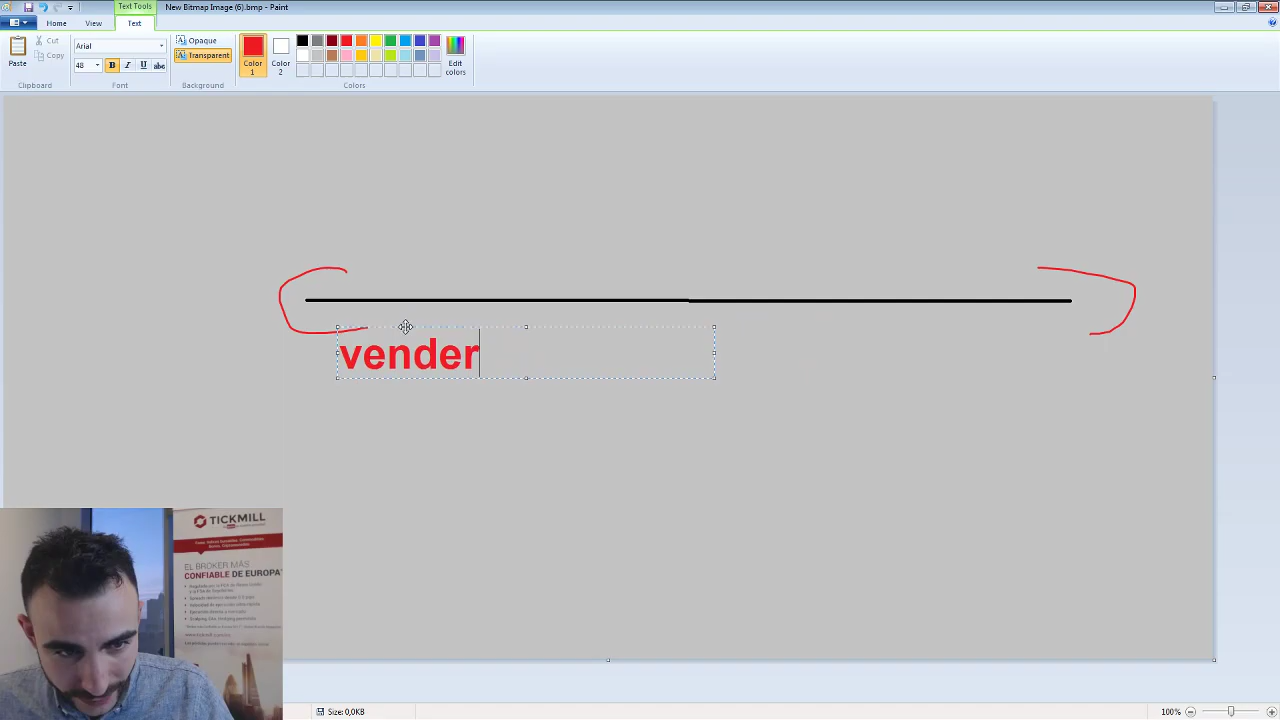 Text Tools
New Bitmap Image (6).bmp - Paint
Home
View
Text
Paste
Cut
Copy
Clipboard
Arial
48
B
I
U
abc
Font
Opaque
Transparent
Background
Color
1
Color
2
Edit
colors
Colors
vender
TICKMILL
EL BROKER MÁS
CONFIABLE DE EUROPA
Size: 0,0KB
100%